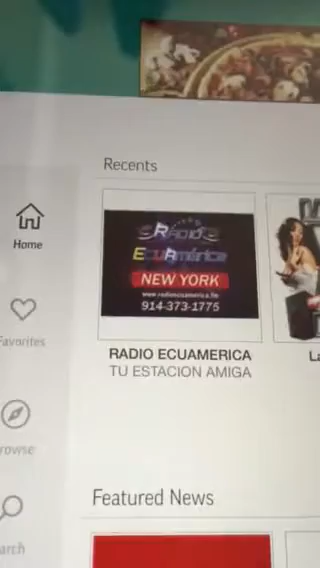 Recents
Home
Favorites
RADIO
ECUAMÉRICA
NEW YORK
www.radioecuamerica.fm
914-373-1775
RADIO ECUAMERICA
TU ESTACION AMIGA
La
rowse
Featured News
arch